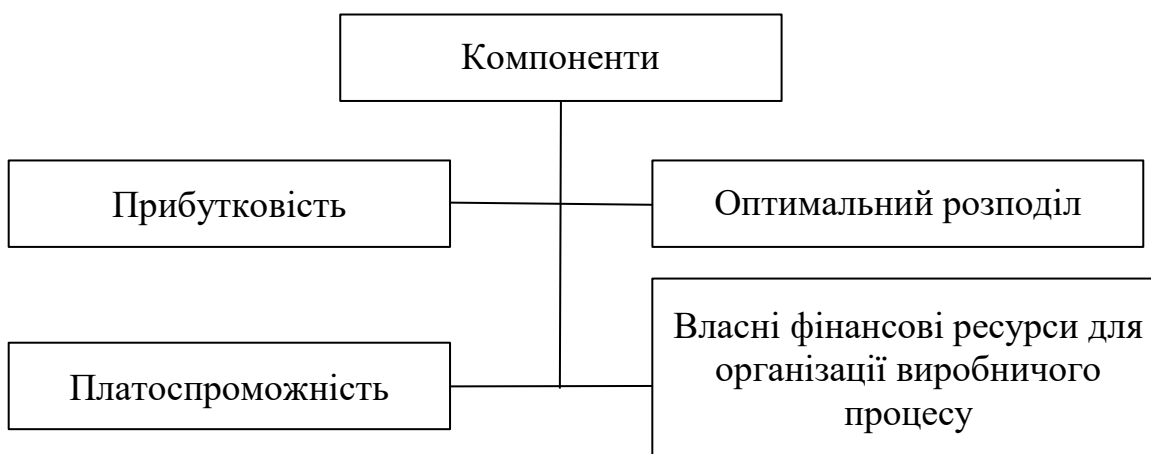 Компоненти
Прибутковість
Оптимальний розподіл
Платоспроможність
Власні фінансові ресурси для
організації виробничого
процесу